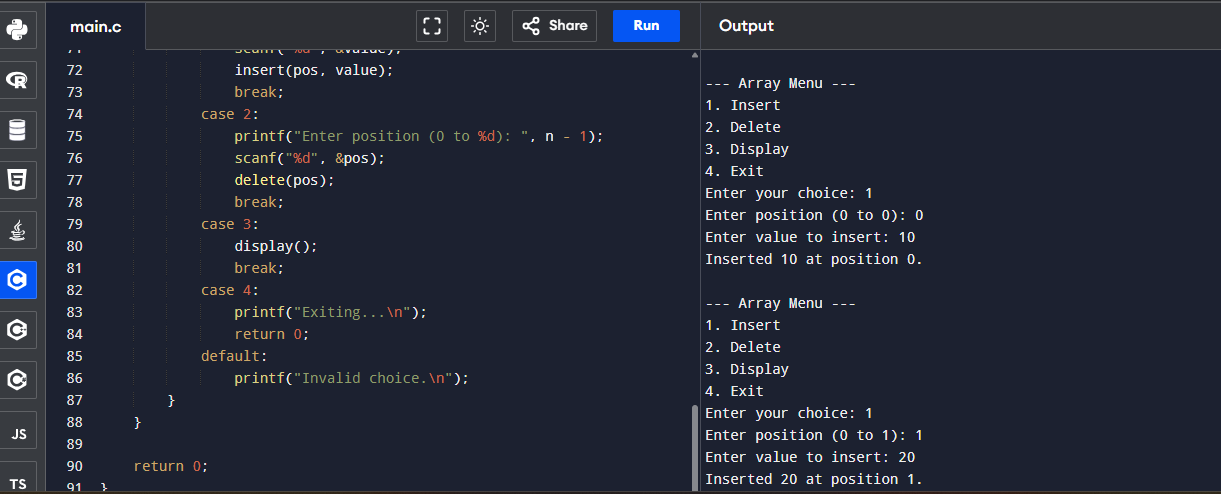 main.c
Share
Run
Output
71 scanf("%d", &value);
72 insert(pos, value);
73 break;
74 case 2:
75 printf("Enter position (0 to %d): ", n - 1);
76 scanf("%d", &pos);
77 delete(pos);
78 break;
79 case 3:
80 display();
81 break;
82 case 4:
83 printf("Exiting...\n");
84 return 0;
85 default:
86 printf("Invalid choice.\n");
87 }
88 }
89
90 return 0;
91 }
--- Array Menu ---
1. Insert
2. Delete
3. Display
4. Exit
Enter your choice: 1
Enter position (0 to 0): 0
Enter value to insert: 10
Inserted 10 at position 0.
--- Array Menu ---
1. Insert
2. Delete
3. Display
4. Exit
Enter your choice: 1
Enter position (0 to 1): 1
Enter value to insert: 20
Inserted 20 at position 1.
R
5
C
C
C
JS
TS